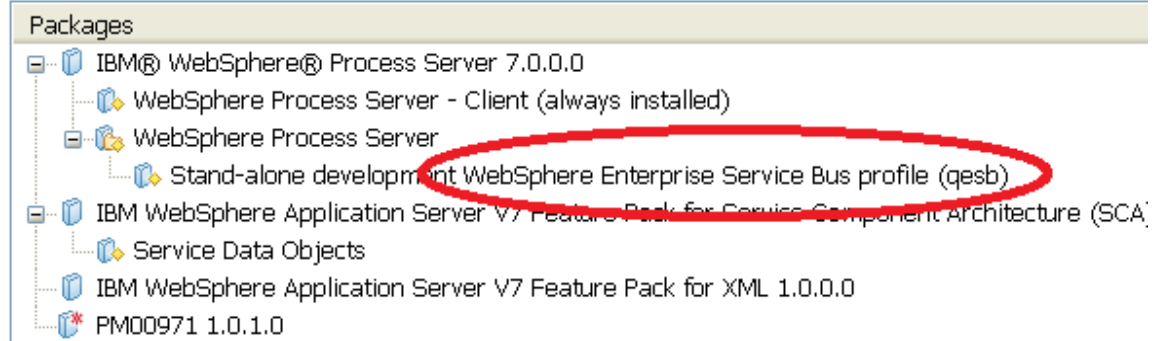 Packages
IBM® WebSphere® Process Server 7.0.0.0
WebSphere Process Server - Client (always installed)
WebSphere Process Server
Stand-alone development WebSphere Enterprise Service Bus profile (qesb)
IBM WebSphere Application Server V7 Feature Pack for Service Component Architecture (SCA)
Service Data Objects
IBM WebSphere Application Server V7 Feature Pack for XML 1.0.0.0
PM00971 1.0.1.0